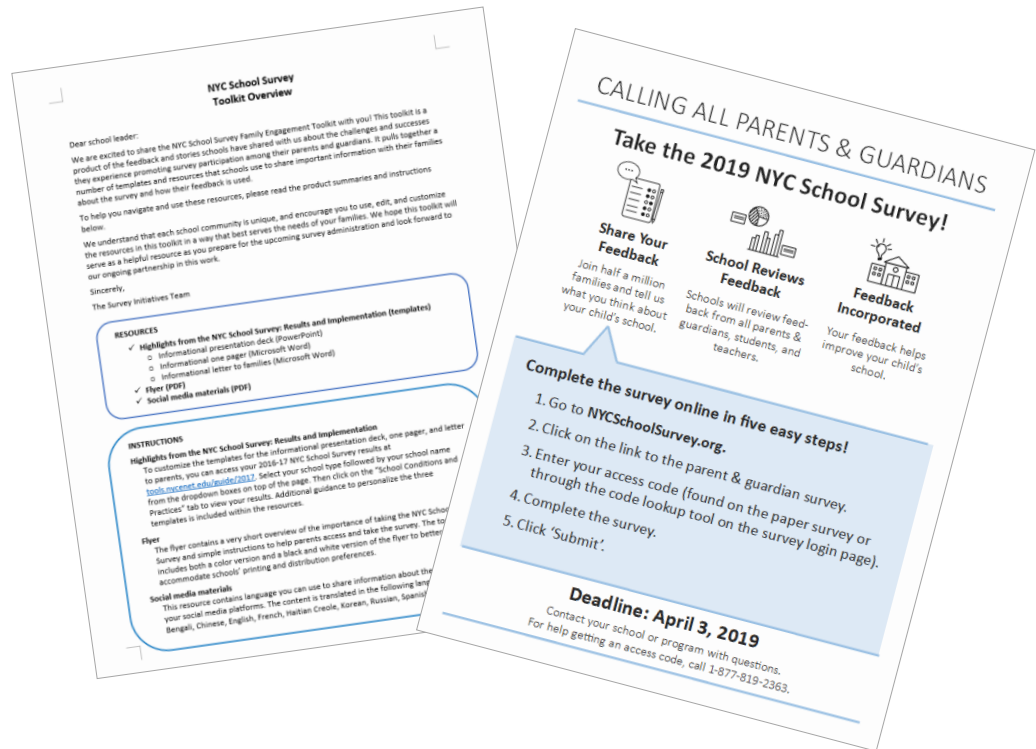 NYC School Survey
Toolkit Overview
Dear school leader:
We are excited to share the NYC School Survey Family Engagement Toolkit with you! This toolkit is a
product of the feedback and stories schools have shared with us about the challenges and successes
they experience promoting survey participation among their parents and guardians. It pulls together a
number of templates and resources that schools use to share important information with their families
about the survey and how their feedback is used.
To help you navigate and use these resources, please read the product summaries and instructions
below.
We understand that each school community is unique, and encourage you to use, edit, and customize
the resources in this toolkit in a way that best serves the needs of your families. We hope this toolkit will
serve as a helpful resource as you prepare for the upcoming survey administration and look forward to
our ongoing partnership in this work.
Sincerely,
The Survey Initiatives Team
RESOURCES
✓ Highlights from the NYC School Survey: Results and Implementation (templates)
o Informational presentation deck (PowerPoint)
o Informational one pager (Microsoft Word)
o Informational letter to families (Microsoft Word)
✓ Flyer (PDF)
✓ Social media materials (PDF)
INSTRUCTIONS
Highlights from the NYC School Survey: Results and Implementation
To customize the templates for the informational presentation deck, one pager, and letter
to parents, you can access your 2016-17 NYC School Survey results at
tools.nycenet.edu/guide/2017. Select your school type followed by your school name
from the dropdown boxes on top of the page. Then click on the "School Conditions and
Practices" tab to view your results. Additional guidance to personalize the three
templates is included within the resources.
Flyer
The flyer contains a very short overview of the importance of taking the NYC School
Survey and simple instructions to help parents access and take the survey. The
includes both a color version and a black and white version of the flyer to better
accommodate schools' printing and distribution preferences.
Social media materials
This resource contains language you can use to share information about the
your social media platforms. The content is translated in the following
Bengali, Chinese, English, French, Haitian Creole, Korean, Russian, Spanish
CALLING ALL PARENTS & GUARDIANS
Take the 2019 NYC School Survey!
Share Your
Feedback
Join half a million
families and tell us
what you think about
your child's school.
School Reviews
Feedback
Schools will review feed-
back from all parents &
guardians, students, and
teachers.
Feedback
Incorporated
Your feedback helps
improve your child's
school.
Complete the survey online in five easy steps!
1. Go to NYCSchoolSurvey.org.
2. Click on the link to the parent & guardian survey.
3. Enter your access code (found on the paper survey or
through the code lookup tool on the survey login page).
4. Complete the survey.
5. Click 'Submit'.
Deadline: April 3, 2019
Contact your school or program with questions.
For help getting an access code, call 1-877-819-2363.